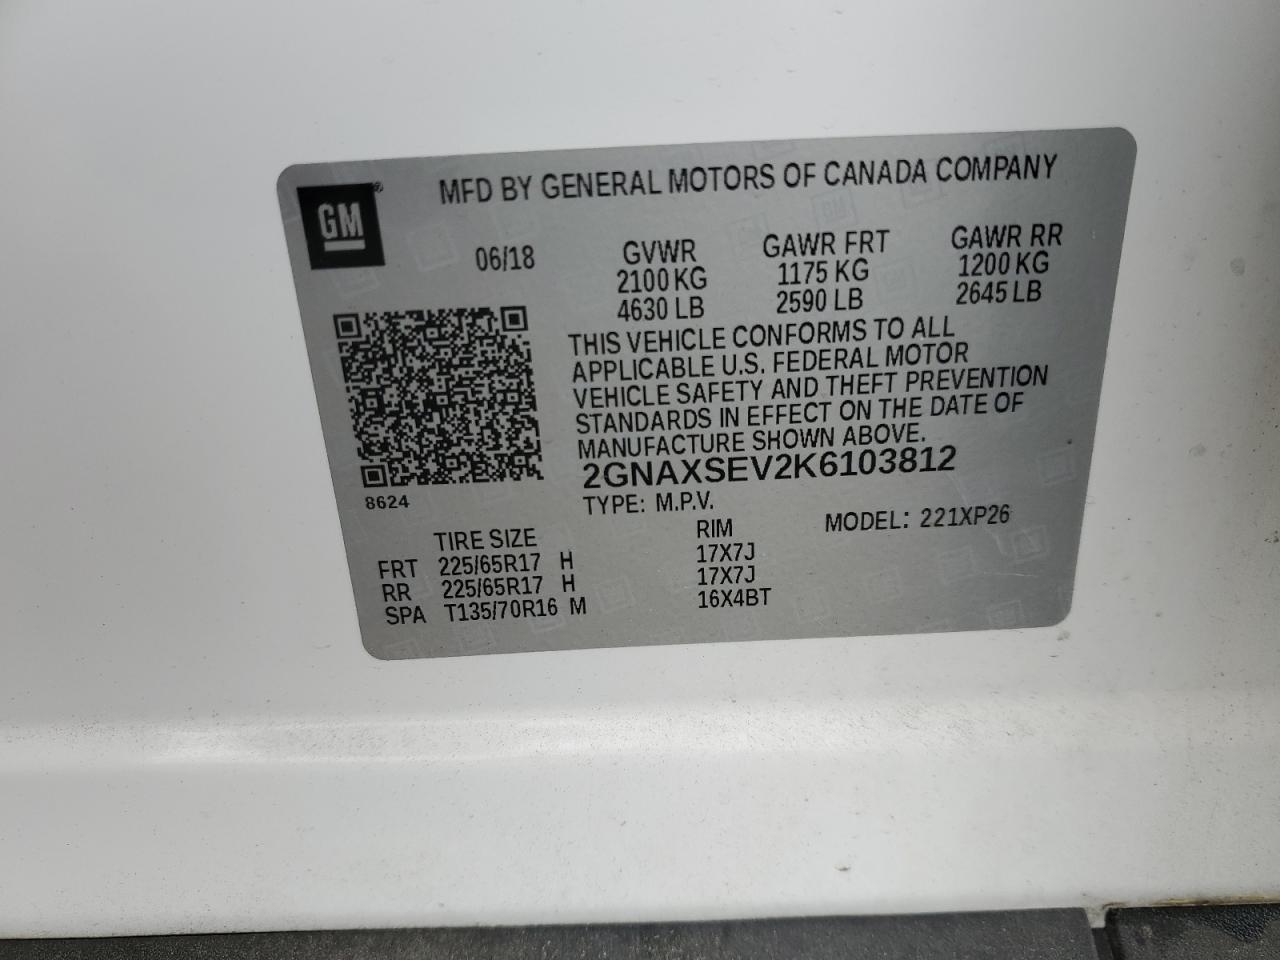 GM®
MFD BY GENERAL MOTORS OF CANADA COMPANY
06/18 GVWR GAWR FRT GAWR RR
2100 KG 1175 KG 1200 KG
4630 LB 2590 LB 2645 LB
THIS VEHICLE CONFORMS TO ALL
APPLICABLE U.S. FEDERAL MOTOR
VEHICLE SAFETY AND THEFT PREVENTION
STANDARDS IN EFFECT ON THE DATE OF
MANUFACTURE SHOWN ABOVE.
2GNAXSEV2K6103812
8624
TYPE: M.P.V. MODEL: 221XP26
TIRE SIZE RIM
FRT 225/65R17 H 17X7J
RR 225/65R17 H 17X7J
SPA T135/70R16 M 16X4BT